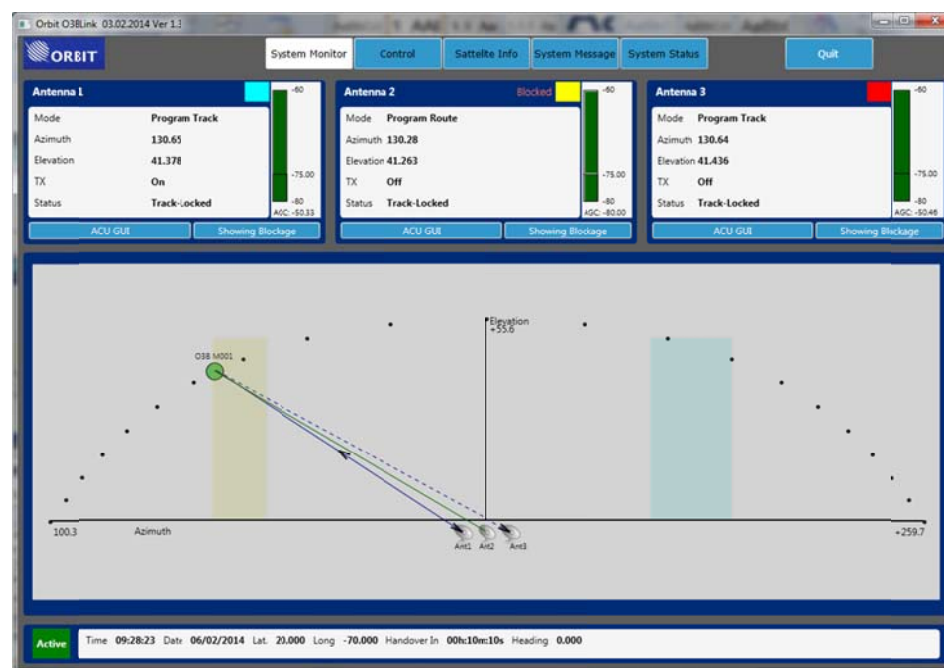 Orbit O3BLink 03.02.2014 Ver 1.3
ORBIT
System Monitor Control Sattelite Info System Message System Status Quit
Antenna 1
Mode Program Track
Azimuth 130.65
Elevation 41.378
TX On
Status Track-Locked
-60
-75.00
-80
AGC: -50.33
ACU GUI Showing Blockage
Antenna 2 Blocked
Mode Program Route
Azimuth 130.28
Elevation 41.263
TX Off
Status Track-Locked
-60
-75.00
-80
AGC: -80.00
ACU GUI Showing Blockage
Antenna 3
Mode Program Track
Azimuth 130.64
Elevation 41.436
TX Off
Status Track-Locked
-60
-75.00
-80
AGC: -50.46
ACU GUI Showing Blockage
Elevation
+55.6
O3B M001
100.3 Azimuth +259.7
Ant1 Ant2 Ant3
Active Time 09:28:23 Date 06/02/2014 Lat. 20.000 Long -70.000 Handover In 00h:10m:10s Heading 0.000